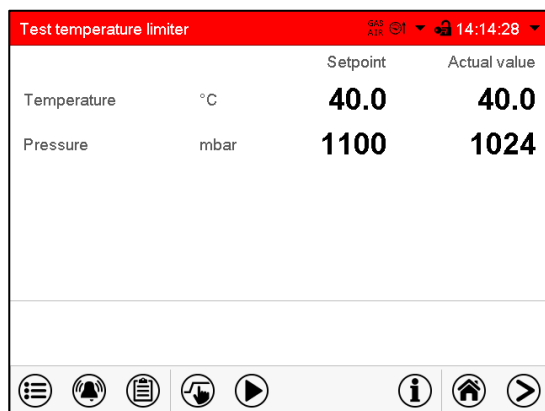 Test temperature limiter GAS AIR 14:14:28
Setpoint Actual value
Temperature °C 40.0 40.0
Pressure mbar 1100 1024